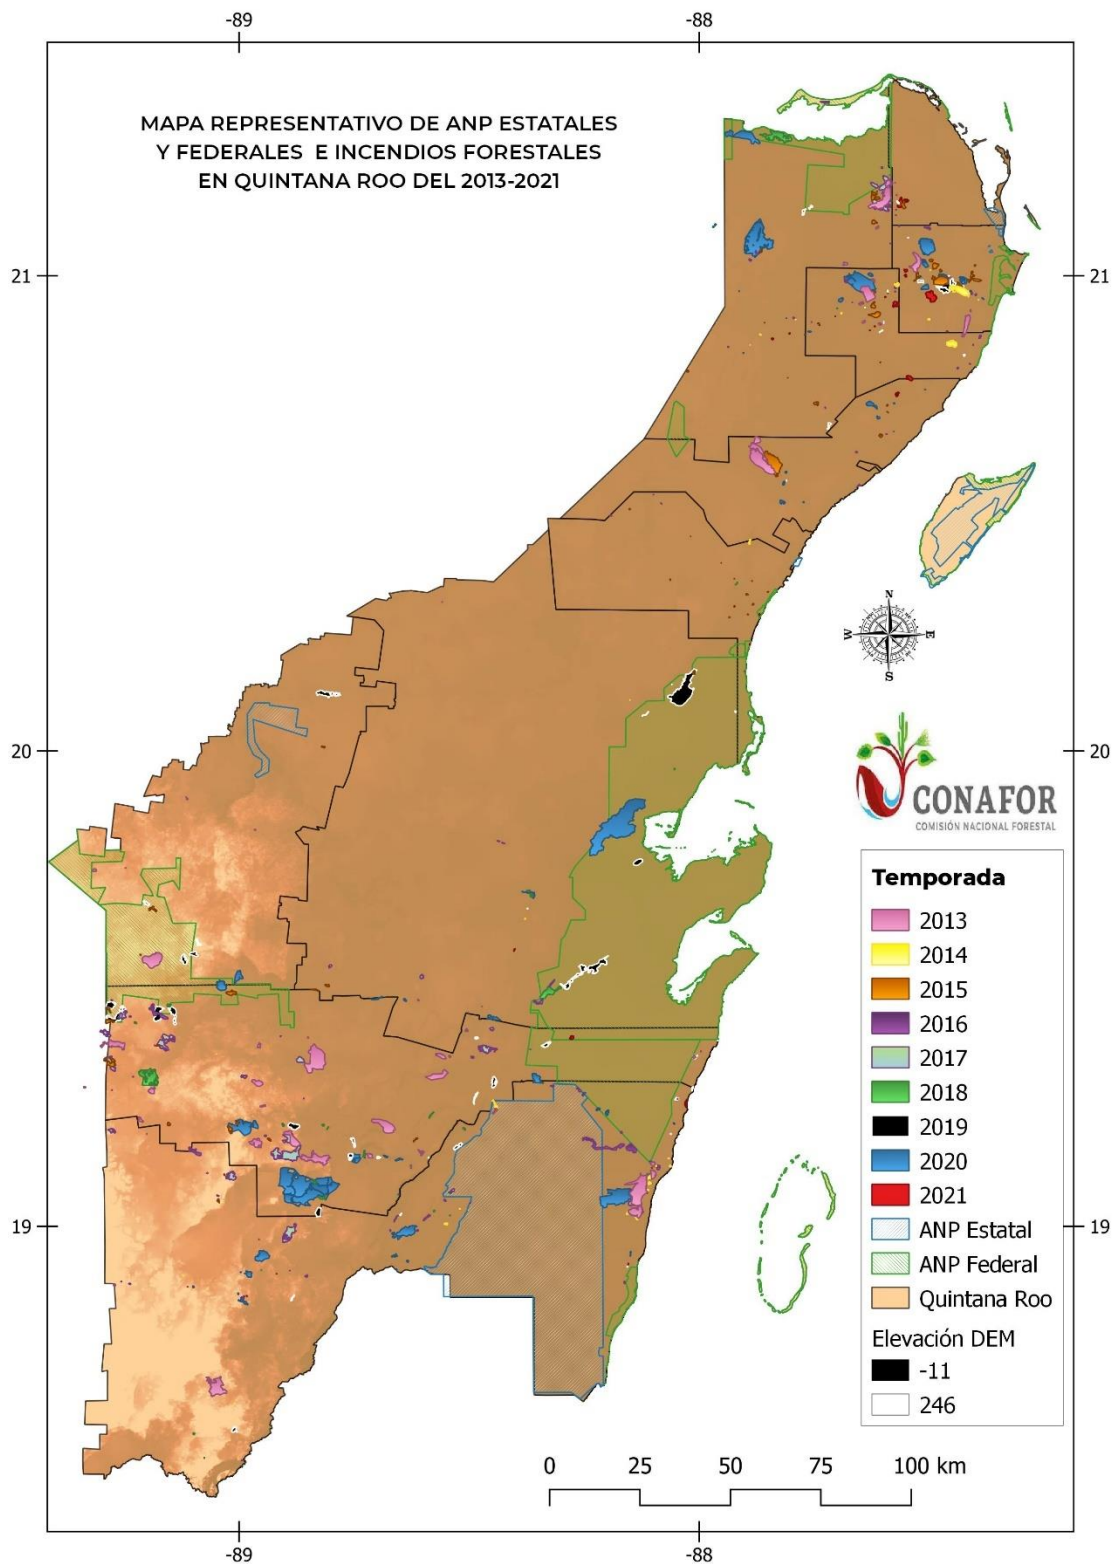 -89
-88
MAPA REPRESENTATIVO DE ANP ESTATALES
Y FEDERALES E INCENDIOS FORESTALES
EN QUINTANA ROO DEL 2013-2021
21
21
N
W
E
S
20
20
CONAFOR
COMISIÓN NACIONAL FORESTAL
Temporada
2013
2014
2015
2016
2017
2018
2019
2020
2021
ANP Estatal
ANP Federal
Quintana Roo
Elevación DEM
-11
246
19
19
0
25
50
75
100 km
-89
-88